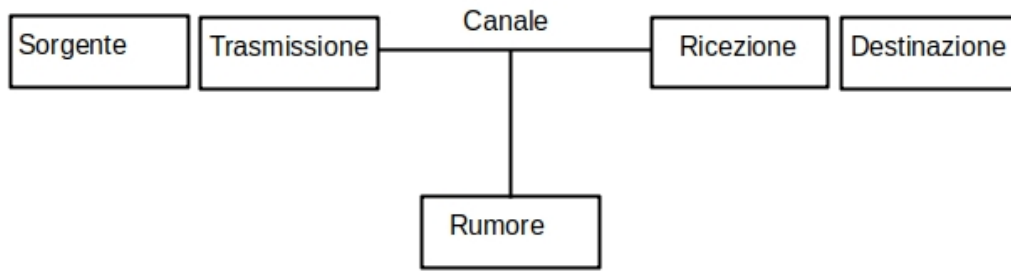 Canale
Sorgente
Trasmissione
Ricezione
Destinazione
Rumore